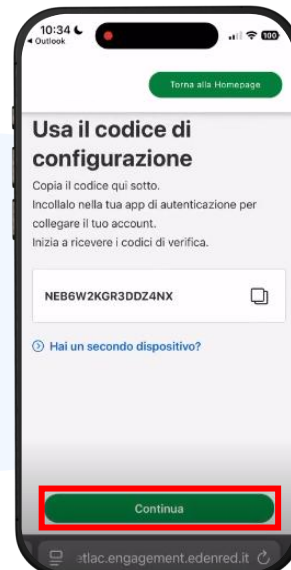 10:34
Outlook
100
Torna alla Homepage
Usa il codice di
configurazione
Copia il codice qui sotto.
Incollalo nella tua app di autenticazione per
collegare il tuo account.
Inizia a ricevere i codici di verifica.
NEB6W2KGR3DDZ4NX
Hai un secondo dispositivo?
Continua
etlac.engagement.edenred.it